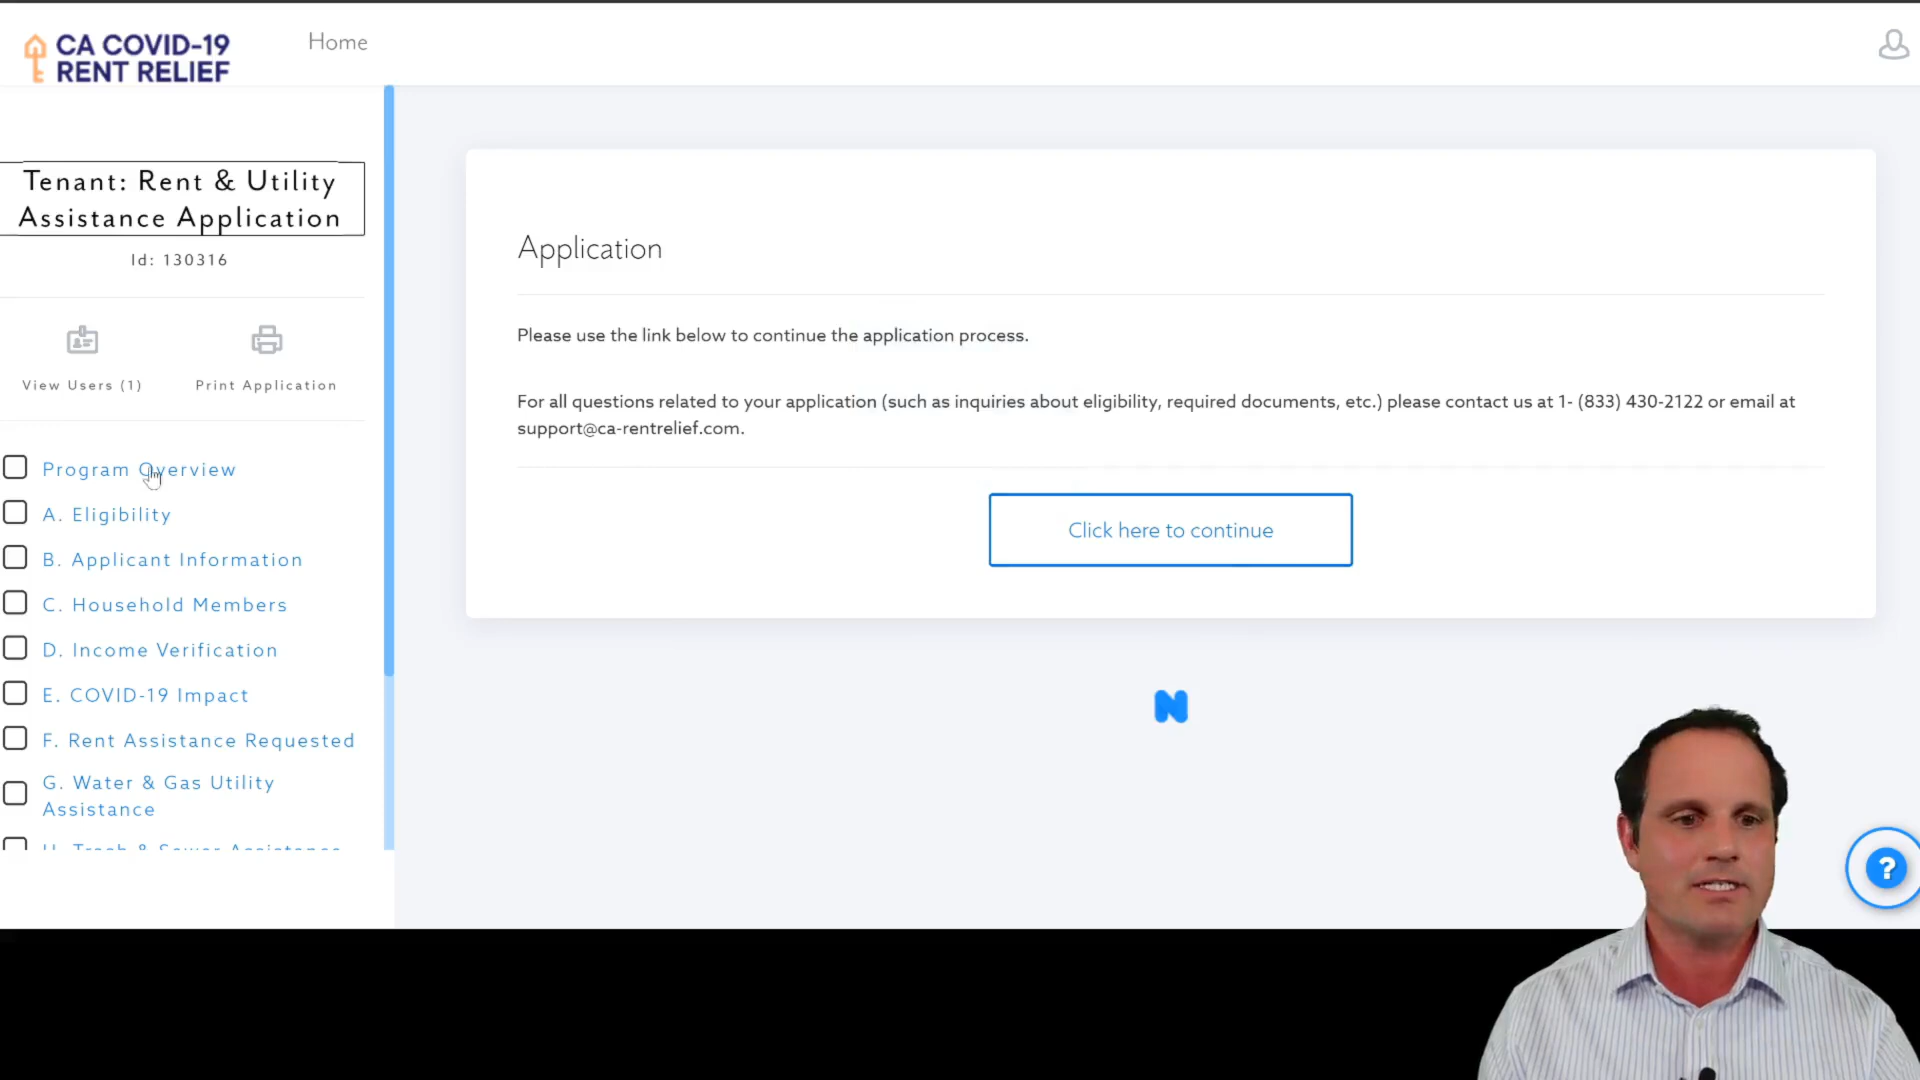 CA COVID-19
RENT RELIEF
Home
Tenant: Rent & Utility
Assistance Application
Id: 130316
View Users (1)
Print Application
Program Overview
A. Eligibility
B. Applicant Information
C. Household Members
D. Income Verification
E. COVID-19 Impact
F. Rent Assistance Requested
G. Water & Gas Utility
Assistance
H. Trash & Sewer Assistance
Application
Please use the link below to continue the application process.
For all questions related to your application (such as inquiries about eligibility, required documents, etc.) please contact us at 1- (833) 430-2122 or email at
support@ca-rentrelief.com.
Click here to continue
N
?